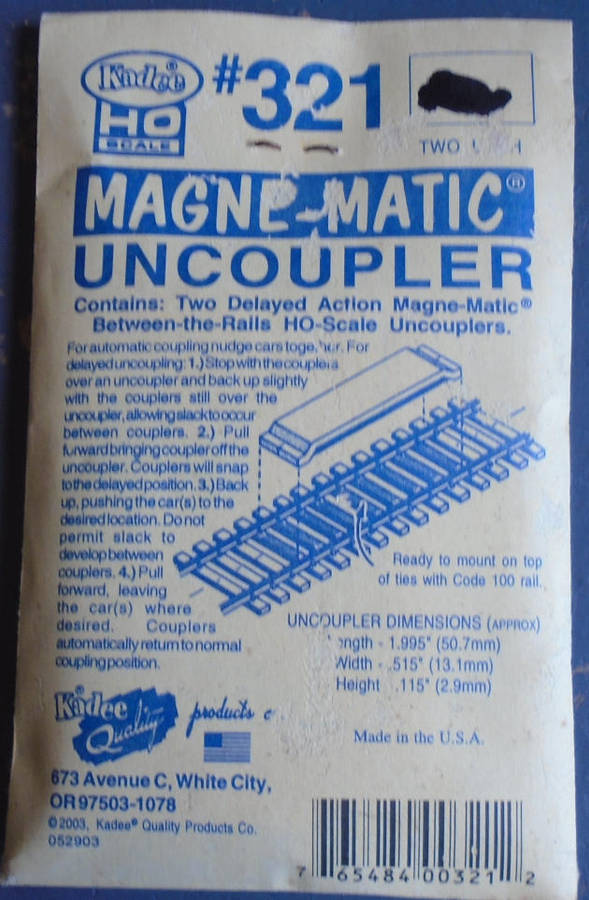 Kadee
HO
SCALE
#321
TWO
MAGNE-MATIC®
UNCOUPLER
Contains: Two Delayed Action Magne-Matic®
Between-the-Rails HO-Scale Uncouplers.
For automatic coupling nudge cars together. For
delayed uncoupling: 1.) Stop with the couplers
over an uncoupler and back up slightly
with the couplers still over the
uncoupler, allowing slack to occur
between couplers. 2.) Pull
forward bringing coupler off the
uncoupler. Couplers will snap
to the delayed position. 3.) Back
up, pushing the car(s) to the
desired location. Do not
permit slack to
develop between
couplers. 4.) Pull
forward, leaving
the car(s) where
desired. Couplers
automatically return to normal
coupling position.
Ready to mount on top
of ties with Code 100 rail.
UNCOUPLER DIMENSIONS (APPROX)
Length - 1.995" (50.7mm)
Width - .515" (13.1mm)
Height .115" (2.9mm)
Kadee
Quality
products
Made in the U.S.A.
673 Avenue C, White City,
OR 97503-1078
©2003, Kadee® Quality Products Co.
052903
7 65484 00321 2